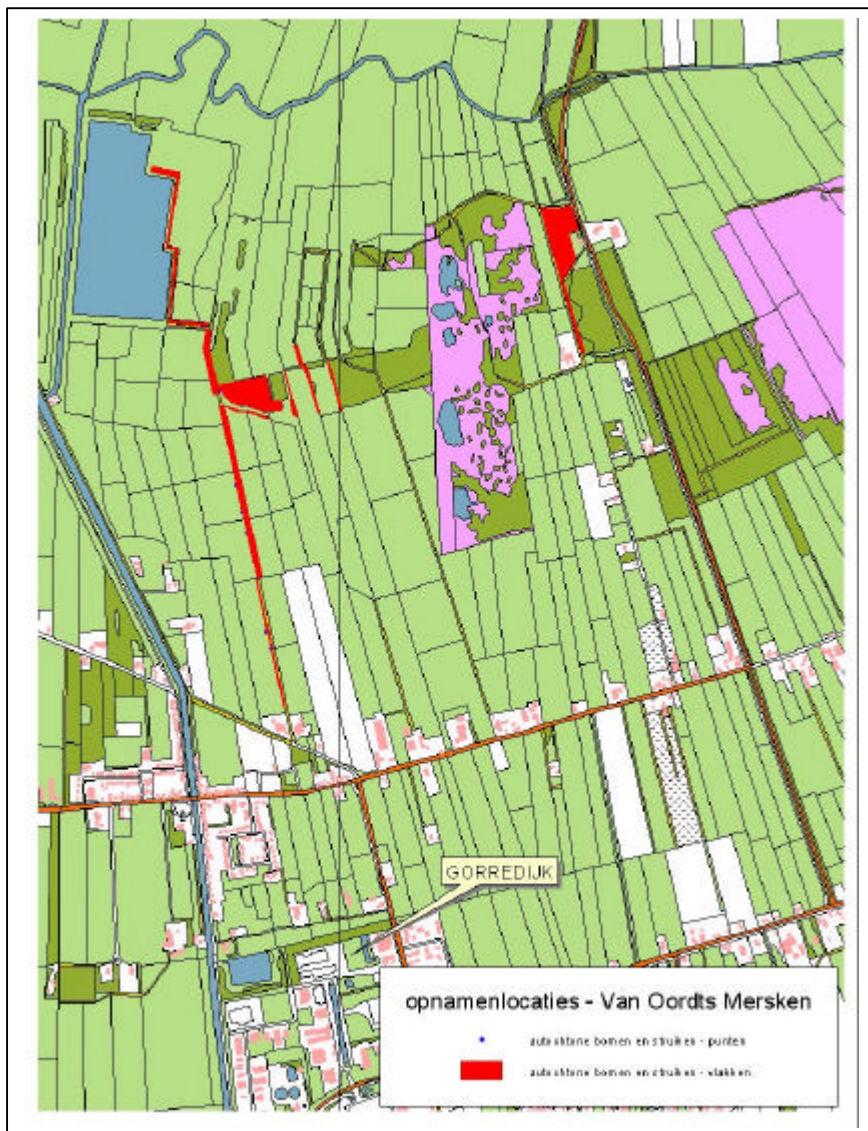 GORREDIJK
opnamenlocaties - Van Oordts Mersken
autochtone bomen en struiken - punten
autochtone bomen en struiken - vlakken